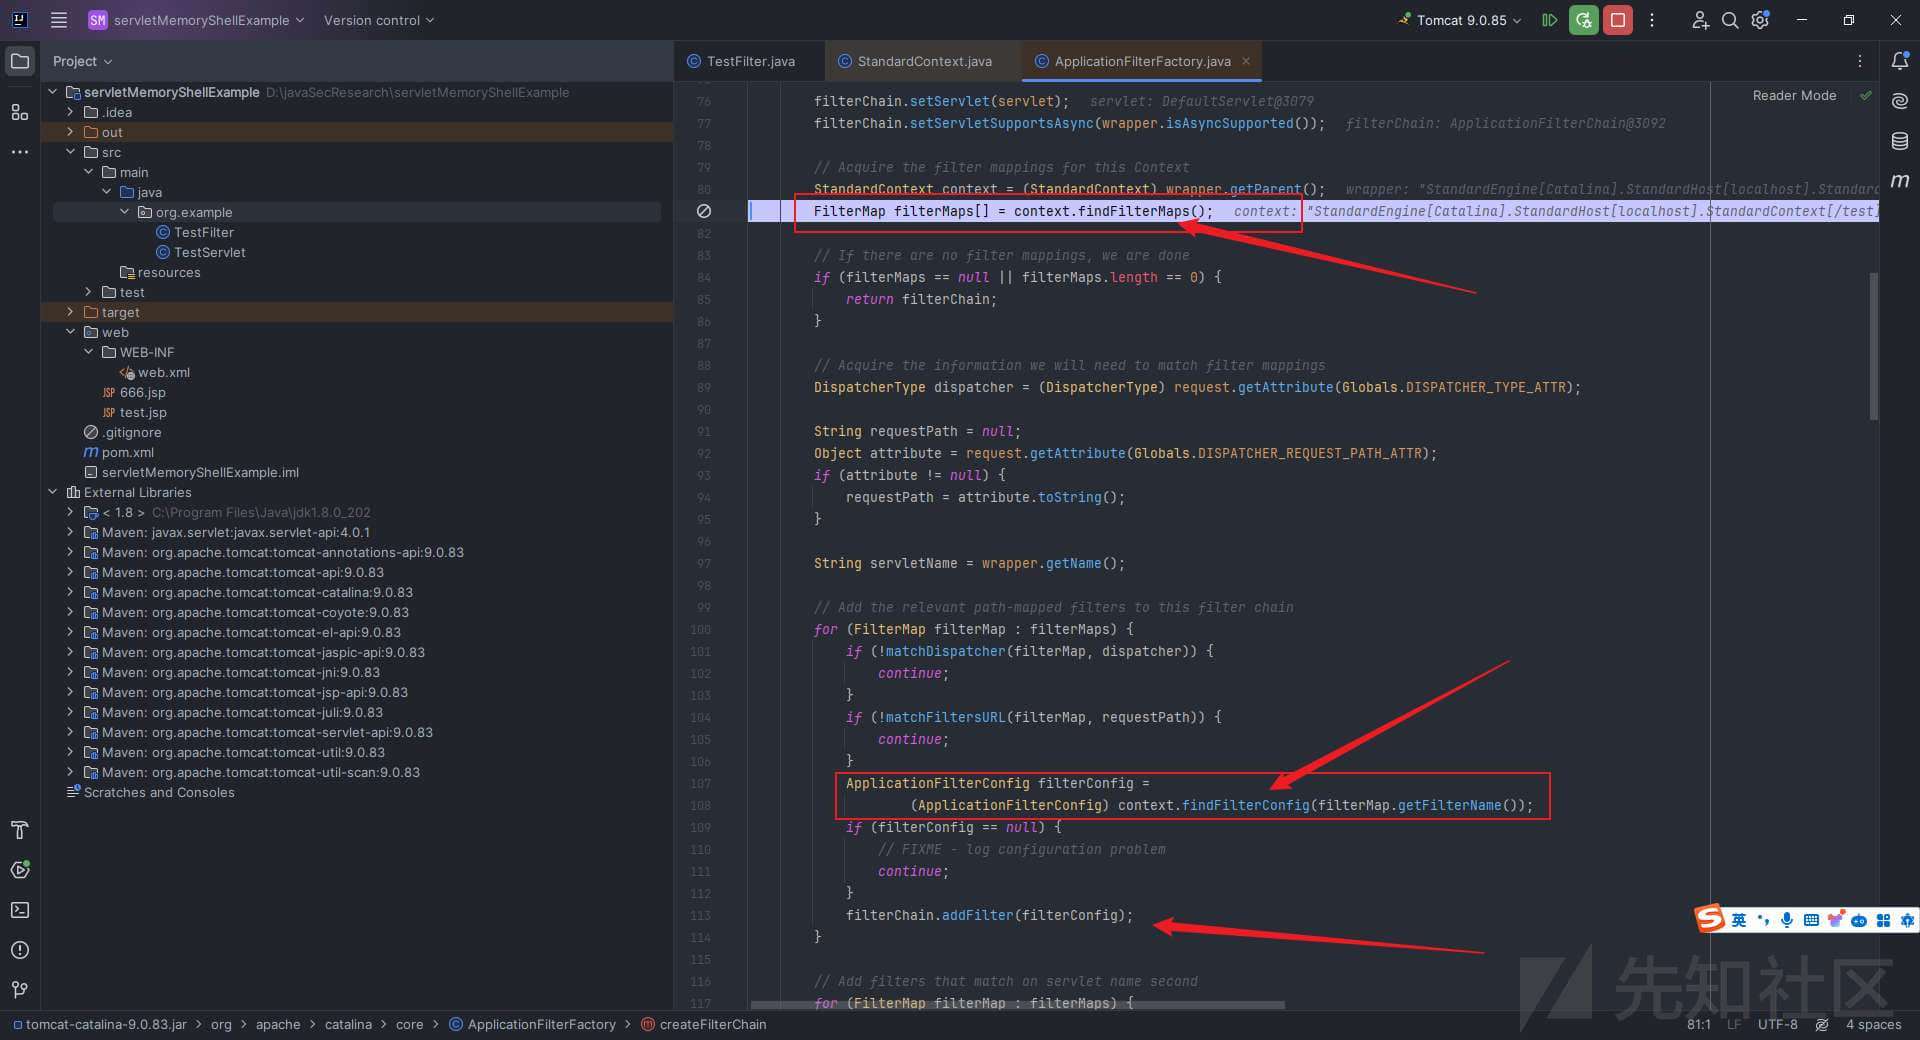 SM servletMemoryShellExample Version control Tomcat 9.0.85
Project
TestFilter.java StandardContext.java ApplicationFilterFactory.java
servletMemoryShellExample D:\javaSecResearch\servletMemoryShellExample
.idea
out
src
main
java
org.example
TestFilter
TestServlet
resources
test
target
web
WEB-INF
web.xml
JSP 666.jsp
JSP test.jsp
.gitignore
pom.xml
servletMemoryShellExample.iml
External Libraries
< 1.8 > C:\Program Files\Java\jdk1.8.0_202
Maven: javax.servlet:javax.servlet-api:4.0.1
Maven: org.apache.tomcat:tomcat-annotations-api:9.0.83
Maven: org.apache.tomcat:tomcat-api:9.0.83
Maven: org.apache.tomcat:tomcat-catalina:9.0.83
Maven: org.apache.tomcat:tomcat-coyote:9.0.83
Maven: org.apache.tomcat:tomcat-el-api:9.0.83
Maven: org.apache.tomcat:tomcat-jaspic-api:9.0.83
Maven: org.apache.tomcat:tomcat-jni:9.0.83
Maven: org.apache.tomcat:tomcat-jsp-api:9.0.83
Maven: org.apache.tomcat:tomcat-juli:9.0.83
Maven: org.apache.tomcat:tomcat-servlet-api:9.0.83
Maven: org.apache.tomcat:tomcat-util:9.0.83
Maven: org.apache.tomcat:tomcat-util-scan:9.0.83
Scratches and Consoles
Reader Mode
76 filterChain.setServlet(servlet); servlet: DefaultServlet@3079
77 filterChain.setServletSupportsAsync(wrapper.isAsyncSupported()); filterChain: ApplicationFilterChain@3092
78
79 // Acquire the filter mappings for this Context
80 StandardContext context = (StandardContext) wrapper.getParent(); wrapper: "StandardEngine[Catalina].StandardHost[localhost].Standard
FilterMap filterMaps[] = context.findFilterMaps(); context: "StandardEngine[Catalina].StandardHost[localhost].StandardContext[/test]
82
83 // If there are no filter mappings, we are done
84 if (filterMaps == null || filterMaps.length == 0) {
85 return filterChain;
86 }
87
88 // Acquire the information we will need to match filter mappings
89 DispatcherType dispatcher = (DispatcherType) request.getAttribute(Globals.DISPATCHER_TYPE_ATTR);
90
91 String requestPath = null;
92 Object attribute = request.getAttribute(Globals.DISPATCHER_REQUEST_PATH_ATTR);
93 if (attribute != null) {
94 requestPath = attribute.toString();
95 }
96
97 String servletName = wrapper.getName();
98
99 // Add the relevant path-mapped filters to this filter chain
100 for (FilterMap filterMap : filterMaps) {
101 if (!matchDispatcher(filterMap, dispatcher)) {
102 continue;
103 }
104 if (!matchFiltersURL(filterMap, requestPath)) {
105 continue;
106 }
107 ApplicationFilterConfig filterConfig =
108 (ApplicationFilterConfig) context.findFilterConfig(filterMap.getFilterName());
109 if (filterConfig == null) {
110 // FIXME - log configuration problem
111 continue;
112 }
113 filterChain.addFilter(filterConfig);
114 }
115
116 // Add filters that match on servlet name second
117 for (FilterMap filterMap : filterMaps) {
英
先知社区
tomcat-catalina-9.0.83.jar > org > apache > catalina > core > ApplicationFilterFactory > createFilterChain 81:1 LF UTF-8 4 spaces